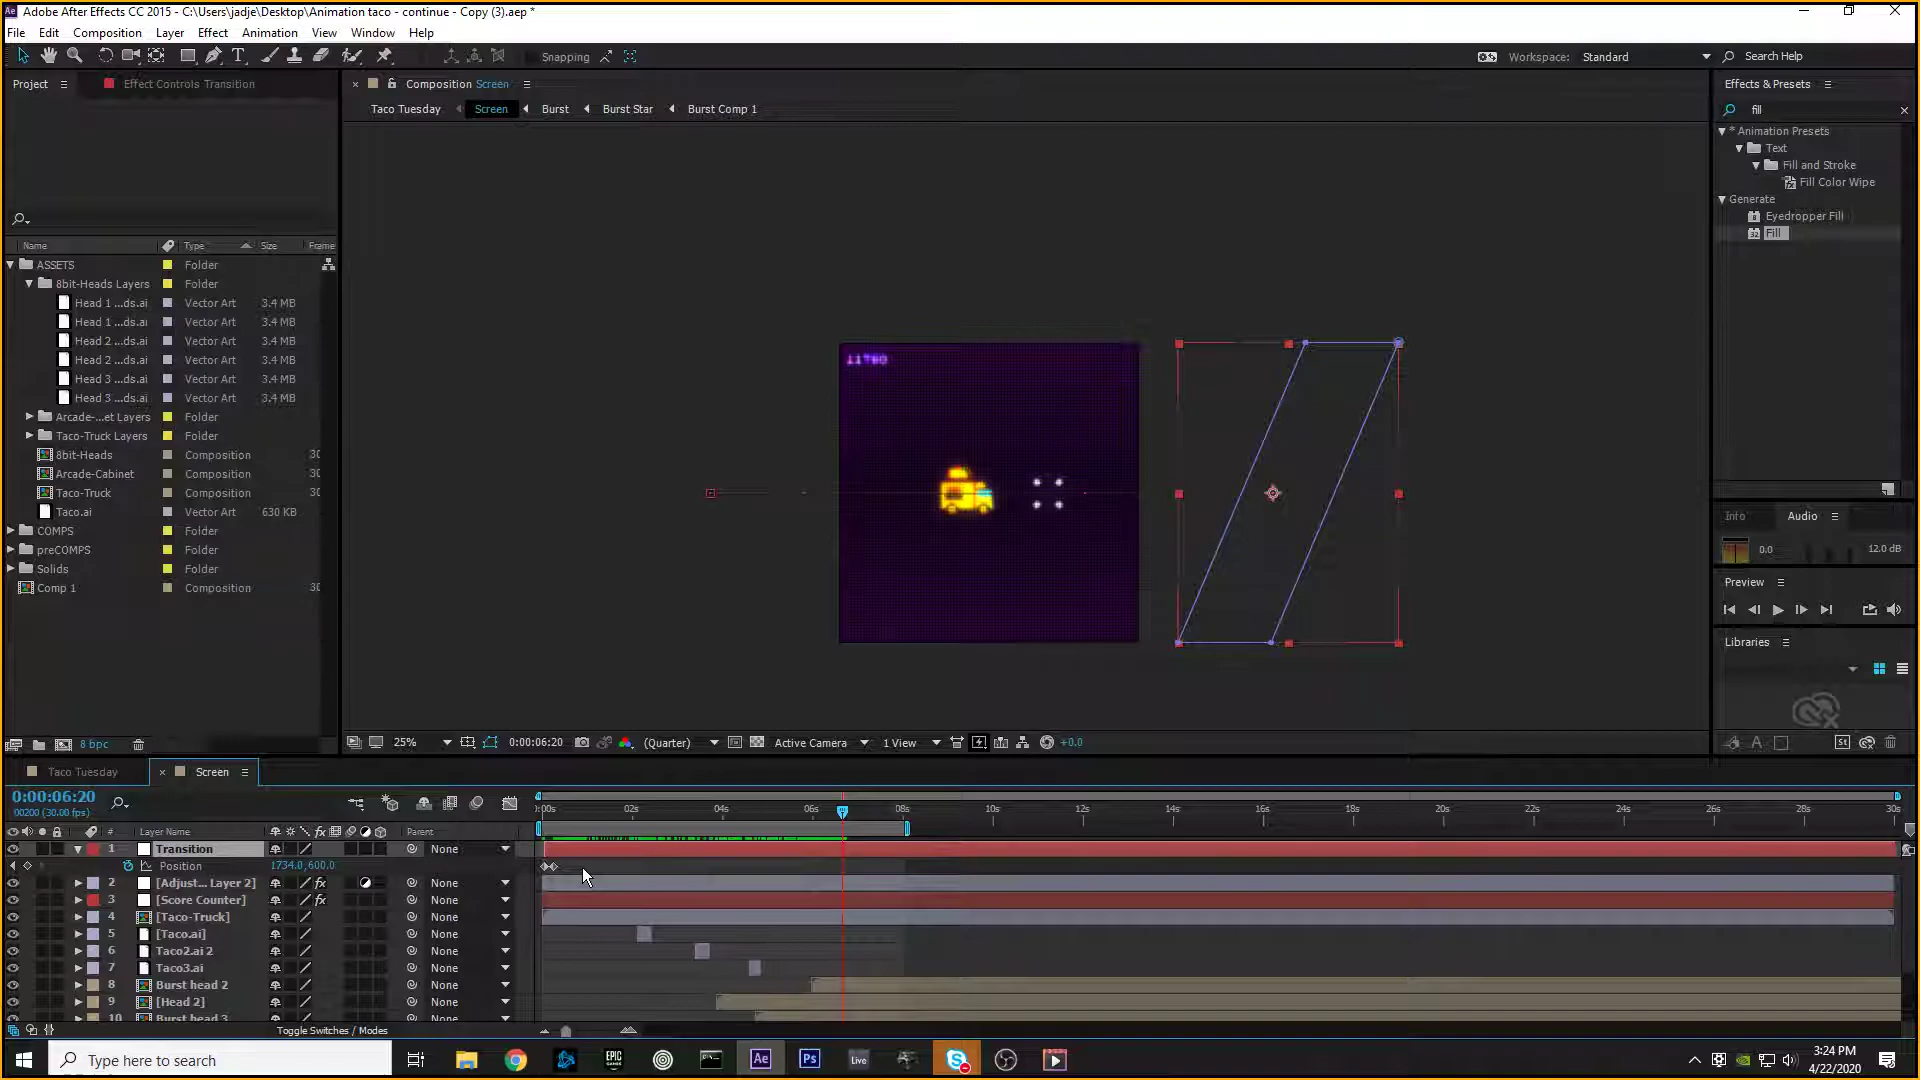 Adobe After Effects CC 2015 - C:\Users\jadje\Desktop\Animation taco - continue - Copy (3).aep *
File Edit Composition Layer Effect Animation View Window Help
Snapping
Workspace: Standard
Search Help
Project
Effect Controls Transition
Composition Screen
Effects & Presets
Taco Tuesday Screen Burst Burst Star Burst Comp 1
fill
* Animation Presets
Text
Fill and Stroke
Fill Color Wipe
Generate
Eyedropper Fill
Fill
Name Type Size Frame
ASSETS Folder
8bit-Heads Layers Folder
Head 1 ...ds.ai Vector Art 3.4 MB
Head 1 ...ds.ai Vector Art 3.4 MB
Head 2 ...ds.ai Vector Art 3.4 MB
Head 2 ...ds.ai Vector Art 3.4 MB
Head 3 ...ds.ai Vector Art 3.4 MB
Head 3 ...ds.ai Vector Art 3.4 MB
Arcade-...et Layers Folder
Taco-Truck Layers Folder
8bit-Heads Composition 30
Arcade-Cabinet Composition 30
Taco-Truck Composition 30
Taco.ai Vector Art 630 KB
COMPS Folder
preCOMPS Folder
Solids Folder
Comp 1 Composition 30
8 bpc
11760
Info Audio
0.0 12.0 dB
Preview
Libraries
25% 0:00:06:20 (Quarter) Active Camera 1 View +0.0
Taco Tuesday Screen
0:00:06:20
00200 (30.00 fps)
:00s 02s 04s 06s 08s 10s 12s 14s 16s 18s 20s 22s 24s 26s 28s 30s
# Layer Name Parent
1 Transition None
Position 1734.0,600.0
2 [Adjust... Layer 2] None
3 [Score Counter] None
4 [Taco-Truck] None
5 [Taco.ai] None
6 Taco2.ai 2 None
7 Taco3.ai None
8 Burst head 2 None
9 [Head 2] None
10 Burst head 3 None
Toggle Switches / Modes
Type here to search
EPIC GAMES
Ae
Ps
Live
3:24 PM
4/22/2020